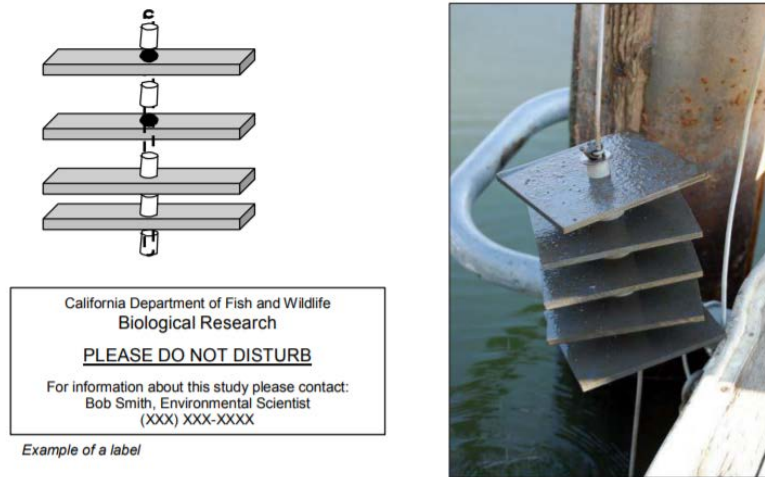 California Department of Fish and Wildlife
Biological Research
PLEASE DO NOT DISTURB
For information about this study please contact:
Bob Smith, Environmental Scientist
(XXX) XXX-XXXX
Example of a label